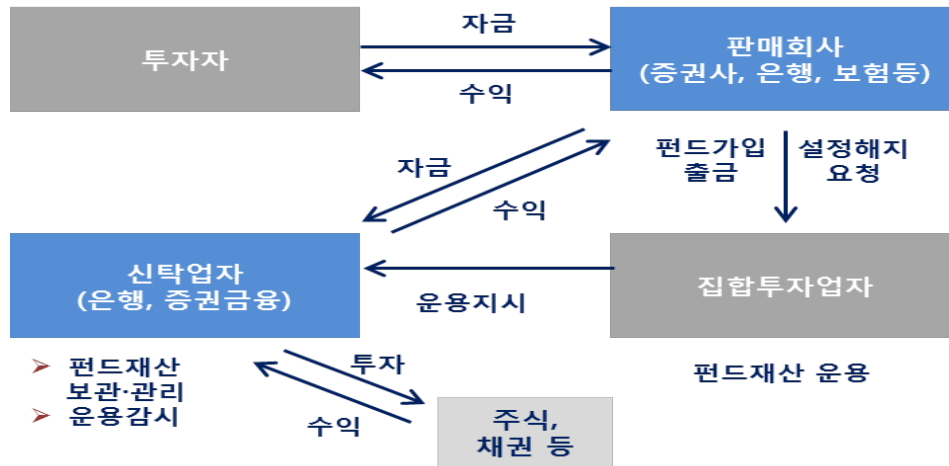 자금
투자자
판매회사
(증권사, 은행, 보험등)
수익
펀드가입
출금
설정해지
요청
자금
수익
신탁업자
(은행, 증권금융)
운용지시
집합투자업자
➢ 펀드재산
보관·관리
➢ 운용감시
투자
수익
주식,
채권 등
펀드재산 운용